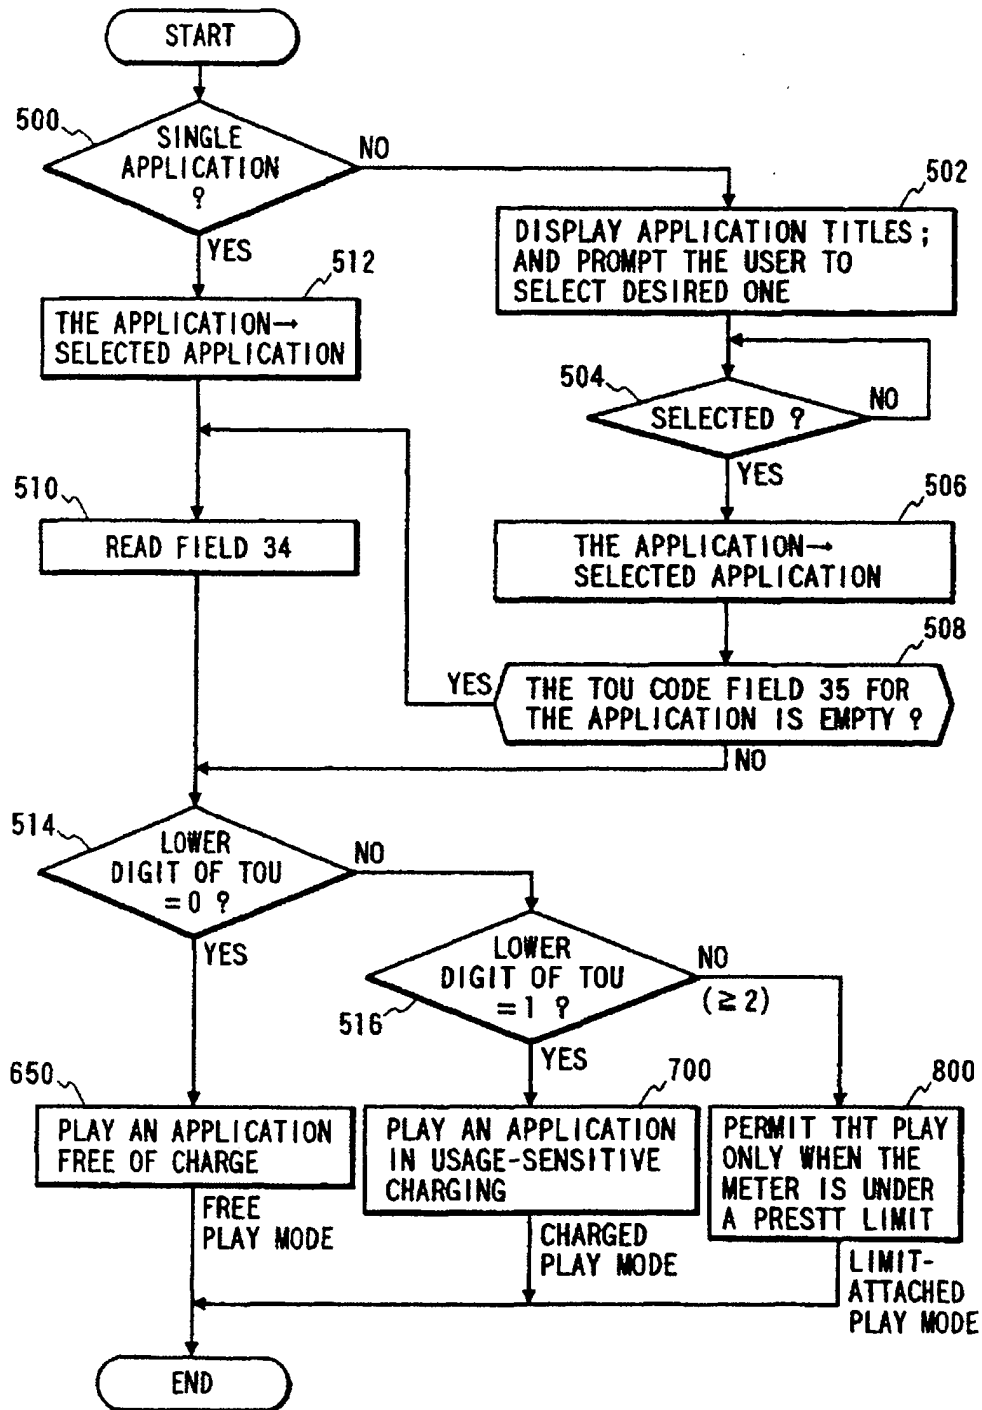 START
500
SINGLE
APPLICATION
?
NO
YES
502
DISPLAY APPLICATION TITLES;
AND PROMPT THE USER TO
SELECT DESIRED ONE
512
THE APPLICATION→
SELECTED APPLICATION
504
SELECTED ?
NO
YES
510
READ FIELD 34
506
THE APPLICATION→
SELECTED APPLICATION
508
THE TOU CODE FIELD 35 FOR
THE APPLICATION IS EMPTY ?
YES
NO
514
LOWER
DIGIT OF TOU
=0 ?
NO
YES
516
LOWER
DIGIT OF TOU
=1 ?
NO
(≥2)
YES
650
PLAY AN APPLICATION
FREE OF CHARGE
FREE
PLAY MODE
700
PLAY AN APPLICATION
IN USAGE-SENSITIVE
CHARGING
CHARGED
PLAY MODE
800
PERMIT THT PLAY
ONLY WHEN THE
METER IS UNDER
A PRESTT LIMIT
LIMIT-
ATTACHED
PLAY MODE
END